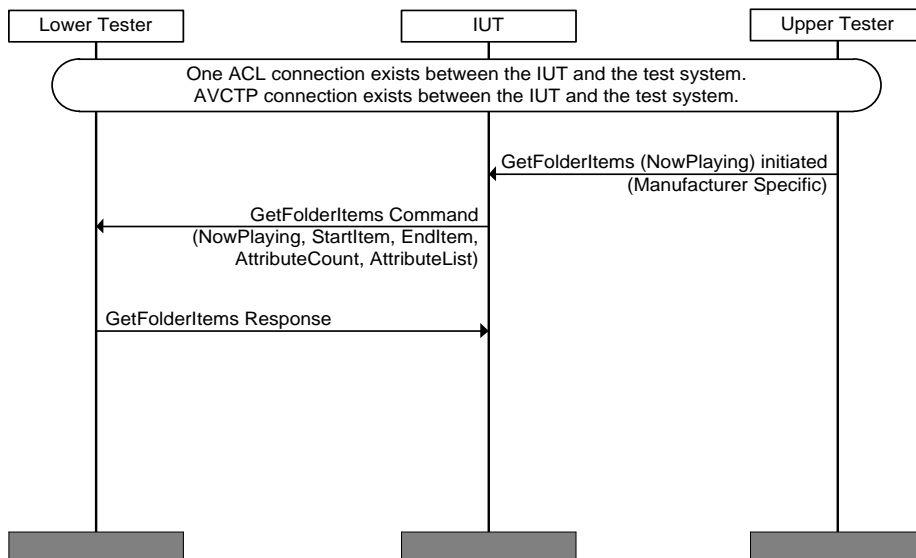 Lower Tester
IUT
Upper Tester
One ACL connection exists between the IUT and the test system.
AVCTP connection exists between the IUT and the test system.
GetFolderItems (NowPlaying) initiated
(Manufacturer Specific)
GetFolderItems Command
(NowPlaying, StartItem, EndItem,
AttributeCount, AttributeList)
GetFolderItems Response